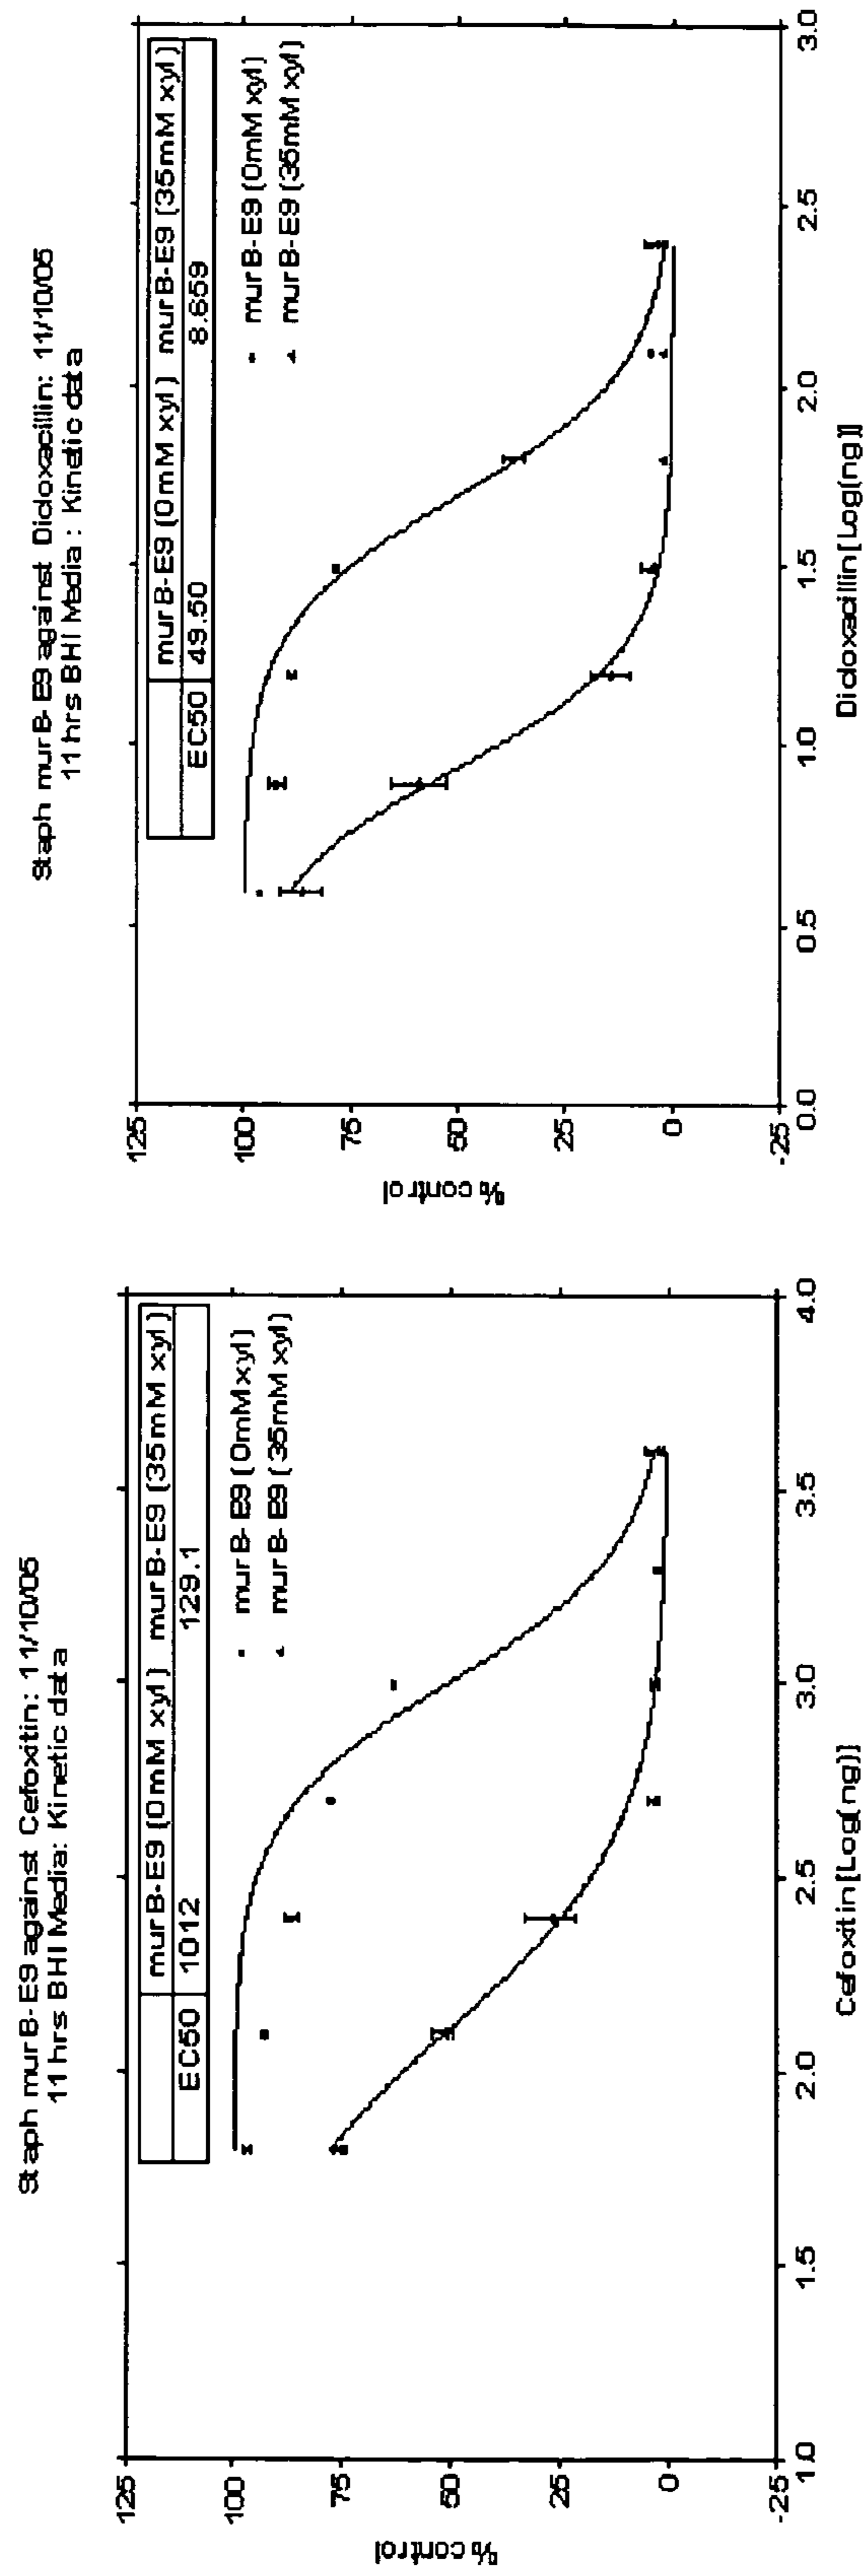 Staph murB-E9 against Cefoxitin: 11/10/05
11 hrs BHI Media: Kinetic data
murB-E9 (0mM xyl) murB-E9 (35mM xyl)
EC50 1012 129.1
murB-E9 (0mM xyl)
murB-E9 (35mM xyl)
% control
125
100
75
50
25
0
-25
1.0 1.5 2.0 2.5 3.0 3.5 4.0
Cefoxitin [Log(ng)]
Staph murB-E9 against Dicloxacillin: 11/10/05
11 hrs BHI Media : Kinetic data
murB-E9 (0mM xyl) murB-E9 (35mM xyl)
EC50 49.50 8.659
murB-E9 (0mM xyl)
murB-E9 (35mM xyl)
% control
125
100
75
50
25
0
-25
0.0 0.5 1.0 1.5 2.0 2.5 3.0
Dicloxacillin [Log(ng)]